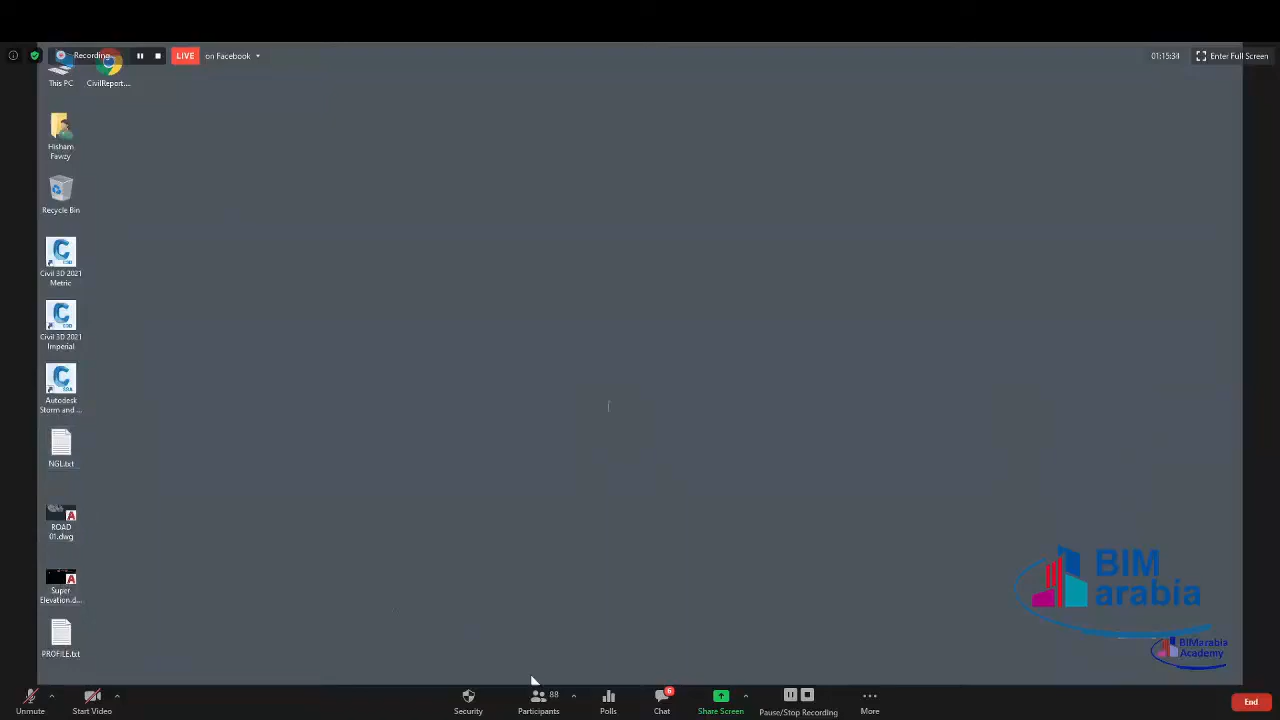 Recording...
LIVE
on Facebook
01:15:34
Enter Full Screen
This PC
CivilReport....
Hisham
Fawzy
Recycle Bin
Civil 3D 2021
Metric
Civil 3D 2021
Imperial
Autodesk
Storm and ...
NGL.txt
ROAD
01.dwg
Super
Elevation.d...
PROFILE.txt
BIM
arabia
BIMarabia
Academy
Unmute
Start Video
Security
88
Participants
Polls
6
Chat
Share Screen
Pause/Stop Recording
More
End